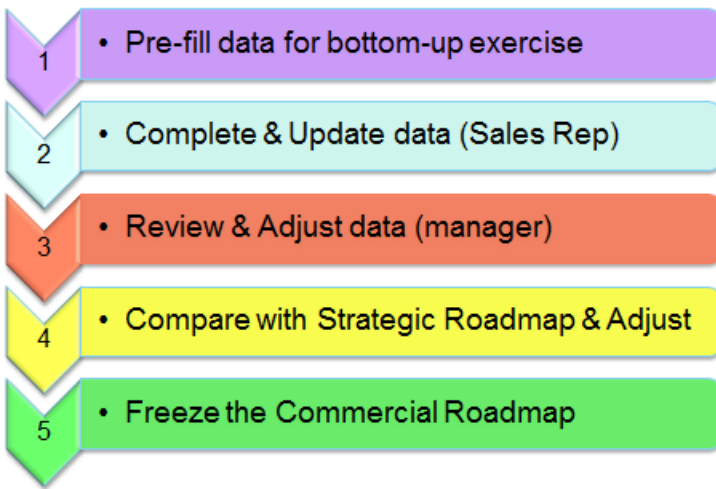 1 • Pre-fill data for bottom-up exercise
2 • Complete & Update data (Sales Rep)
3 • Review & Adjust data (manager)
4 • Compare with Strategic Roadmap & Adjust
5 • Freeze the Commercial Roadmap